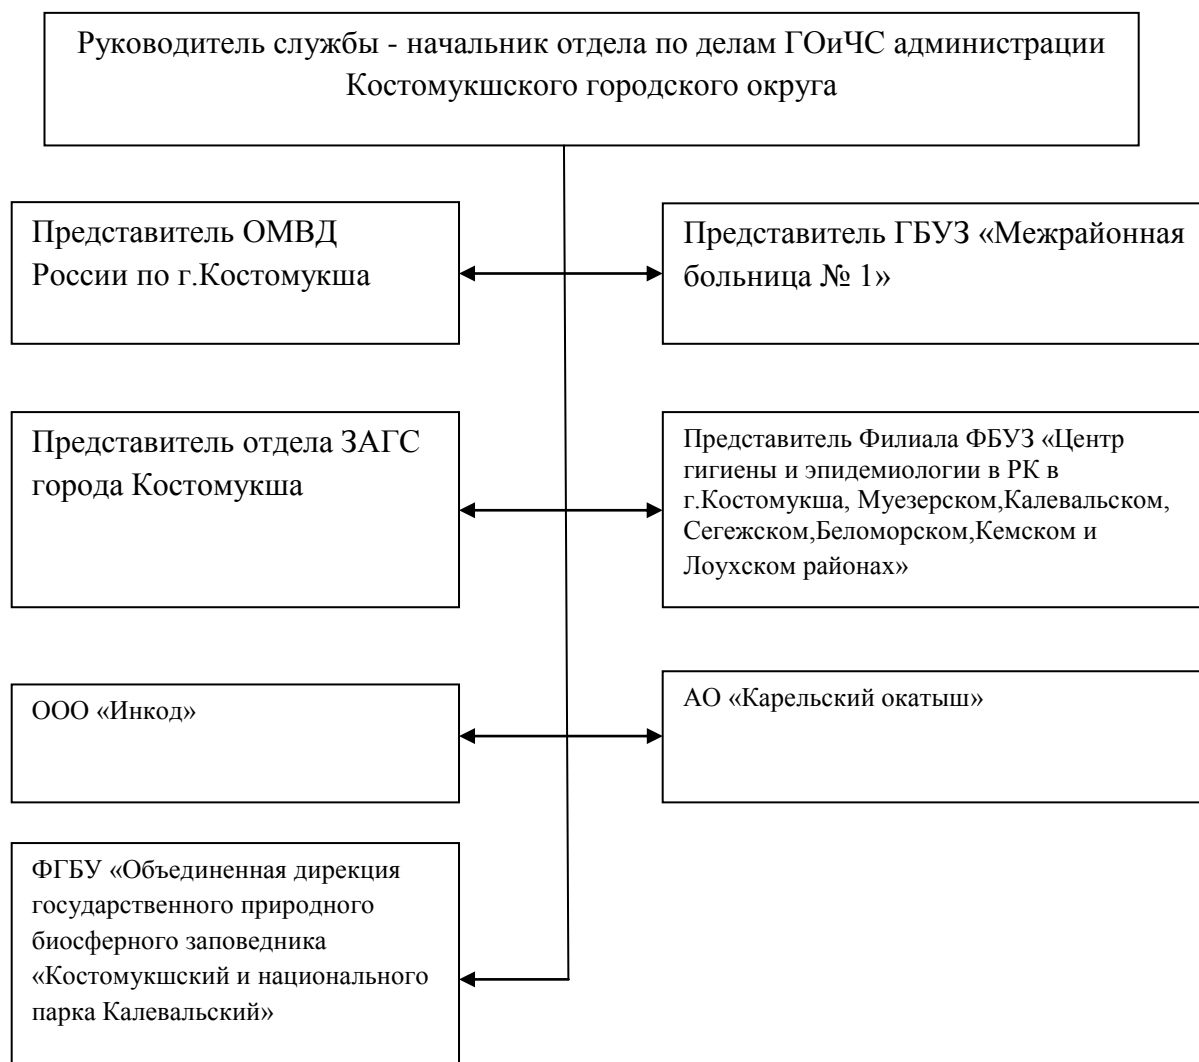 Руководитель службы - начальник отдела по делам ГОиЧС администрации
Костомукшского городского округа
Представитель ОМВД
России по г.Костомукша
Представитель ГБУЗ «Межрайонная
больница № 1»
Представитель отдела ЗАГС
города Костомукша
Представитель Филиала ФБУЗ «Центр
гигиены и эпидемиологии в РК в
г.Костомукша, Муезерском,Калевальском,
Сегежском,Беломорском,Кемском и
Лоухском районах»
ООО «Инкод»
АО «Карельский окатыш»
ФГБУ «Объединенная дирекция
государственного природного
биосферного заповедника
«Костомукшский и национального
парка Калевальский»